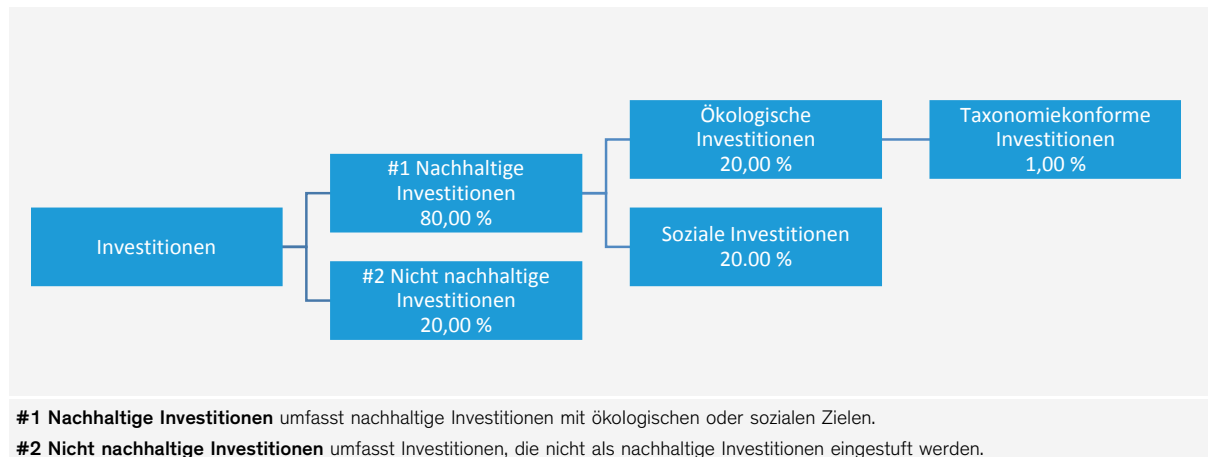 Investitionen
#1 Nachhaltige
Investitionen
80,00 %
#2 Nicht nachhaltige
Investitionen
20,00 %
Ökologische
Investitionen
20,00 %
Soziale Investitionen
20.00 %
Taxonomiekonforme
Investitionen
1,00 %
#1 Nachhaltige Investitionen umfasst nachhaltige Investitionen mit ökologischen oder sozialen Zielen.
#2 Nicht nachhaltige Investitionen umfasst Investitionen, die nicht als nachhaltige Investitionen eingestuft werden.